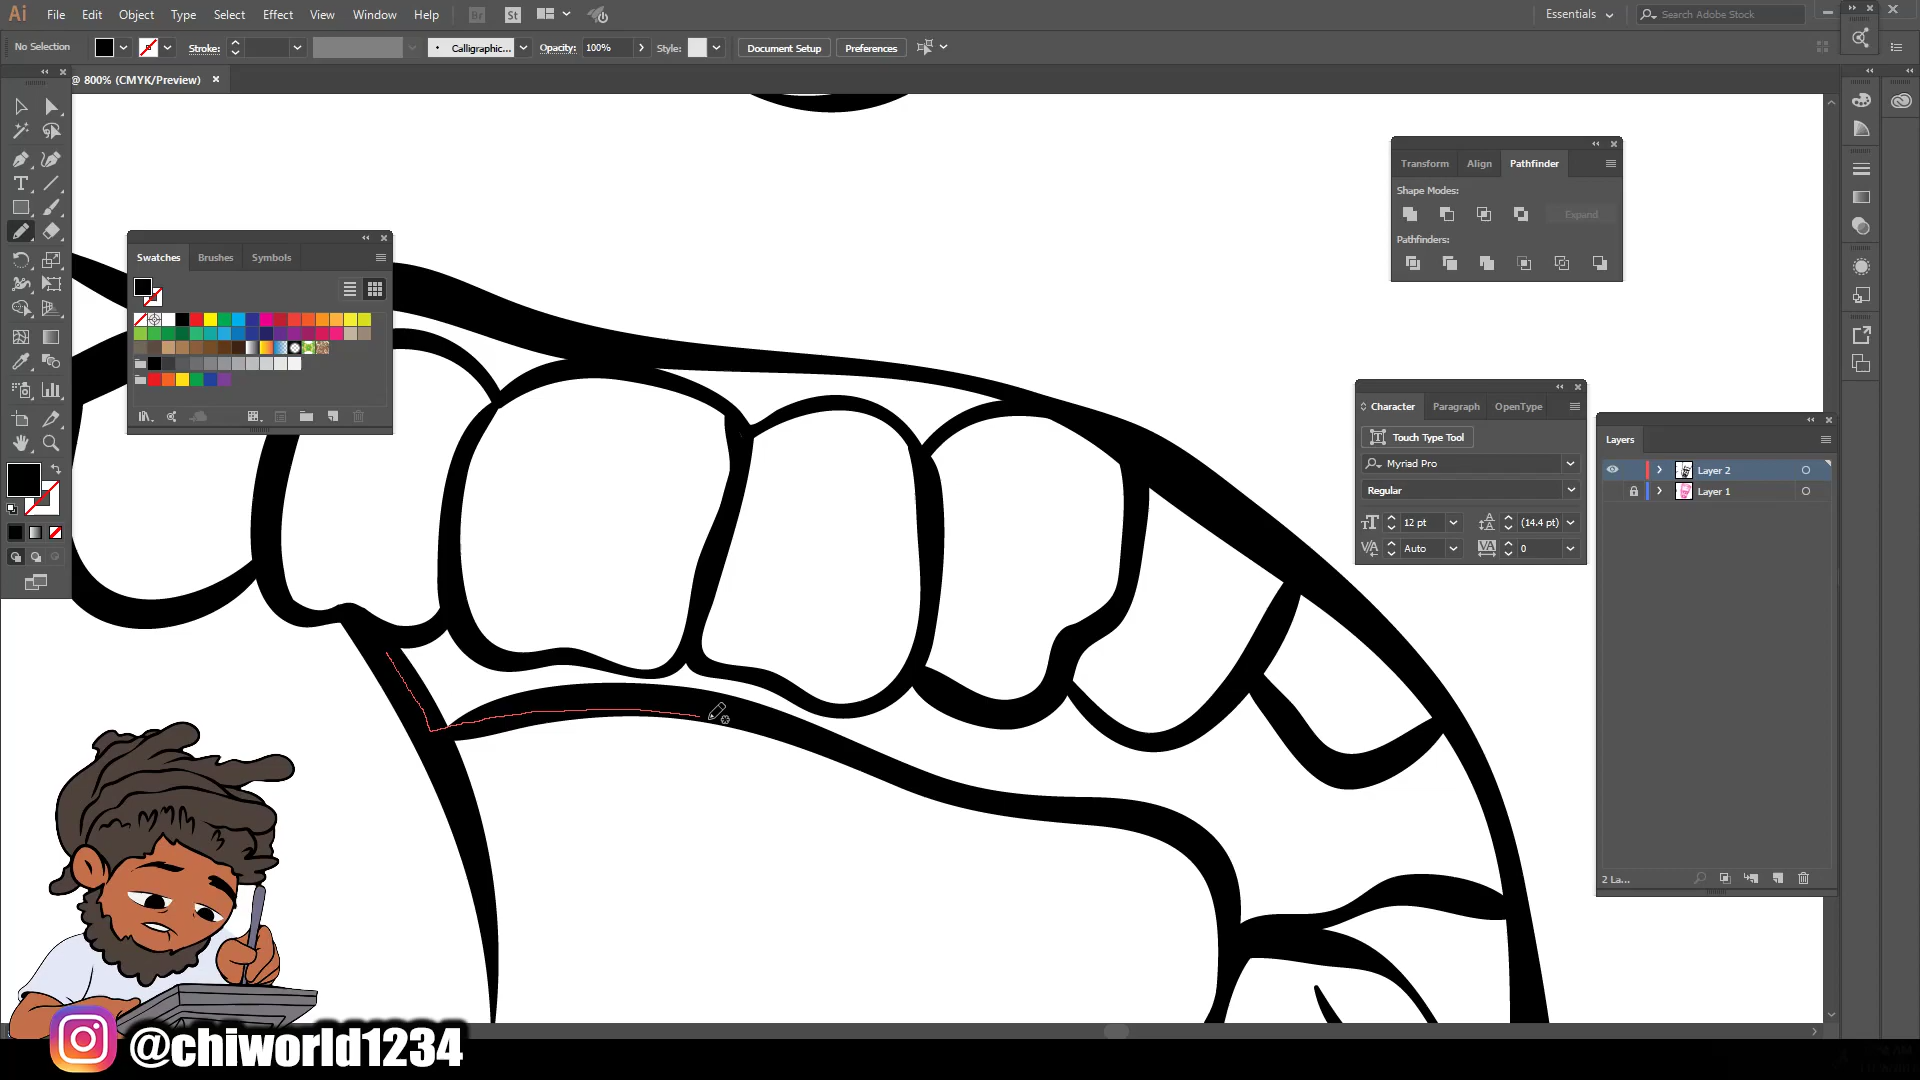 Ai File Edit Object Type Select Effect View Window Help Br St Essentials Search Adobe Stock
No Selection Stroke: Calligraphic... Opacity: 100% Style: Document Setup Preferences
@ 800% (CMYK/Preview)
Transform Align Pathfinder
Shape Modes:
Expand
Pathfinders:
Swatches Brushes Symbols
Character Paragraph OpenType
Touch Type Tool
Myriad Pro
Regular
12 pt (14.4 pt)
Auto 0
Layers
Layer 2
Layer 1
2 La...
@chiworld1234